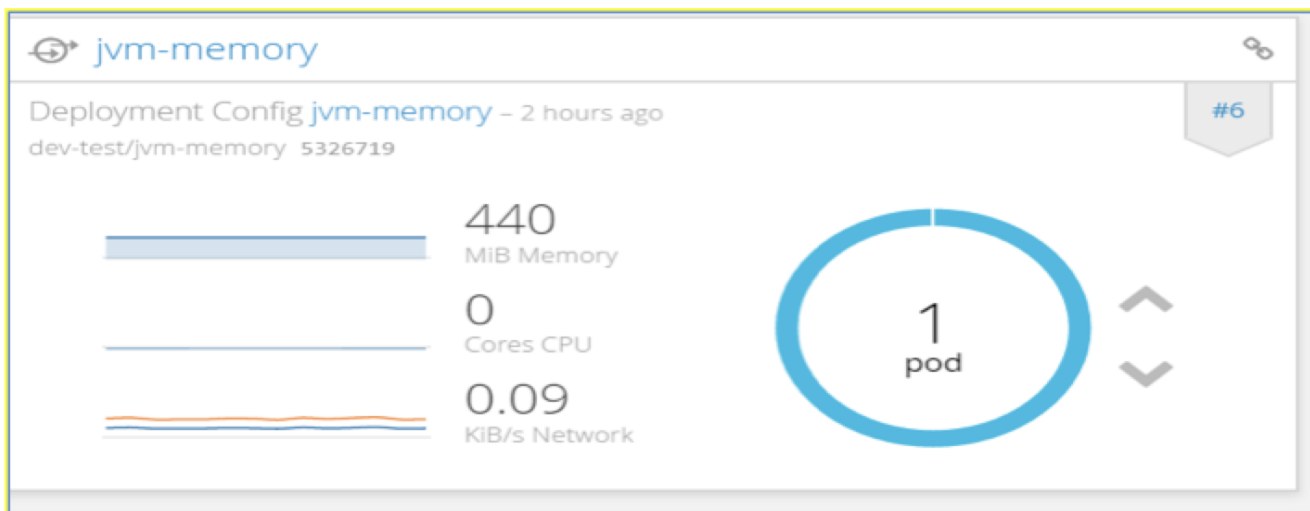 jvm-memory
Deployment Config jvm-memory – 2 hours ago
#6
dev-test/jvm-memory 5326719
440
MiB Memory
0
Cores CPU
0.09
KiB/s Network
1
pod